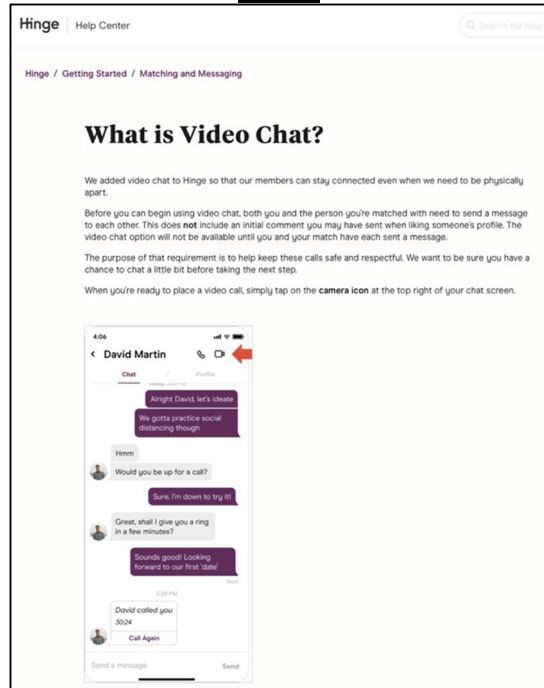 Hinge Help Center
Search the help
Hinge / Getting Started / Matching and Messaging
What is Video Chat?
We added video chat to Hinge so that our members can stay connected even when we need to be physically
apart.
Before you can begin using video chat, both you and the person you're matched with need to send a message
to each other. This does not include an initial comment you may have sent when liking someone's profile. The
video chat option will not be available until you and your match have each sent a message.
The purpose of that requirement is to help keep these calls safe and respectful. We want to be sure you have a
chance to chat a little bit before taking the next step.
When you're ready to place a video call, simply tap on the camera icon at the top right of your chat screen.
4:06
David Martin
Chat Profile
Alright David, let's ideate
We gotta practice social
distancing though
Hmm
Would you be up for a call?
Sure, I'm down to try it!
Great, shall I give you a ring
in a few minutes?
Sounds good! Looking
forward to our first 'date'
Sent
5:30 PM
David called you
30:24
Call Again
Send a message Send